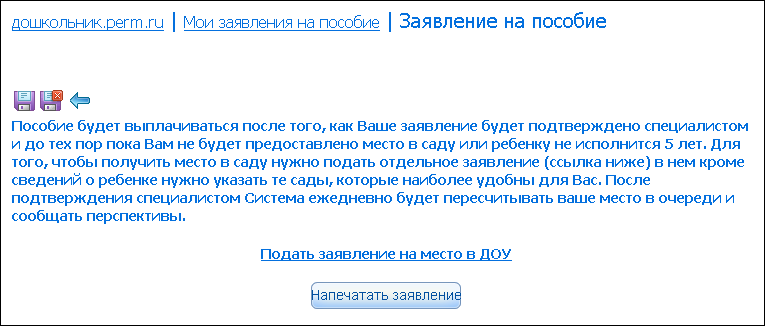 дошкольник.perm.ru | Мои заявления на пособие | Заявление на пособие
Пособие будет выплачиваться после того, как Ваше заявление будет подтверждено специалистом
и до тех пор пока Вам не будет предоставлено место в саду или ребенку не исполнится 5 лет. Для
того, чтобы получить место в саду нужно подать отдельное заявление (ссылка ниже) в нем кроме
сведений о ребенке нужно указать те сады, которые наиболее удобны для Вас. После
подтверждения специалистом Система ежедневно будет пересчитывать ваше место в очереди и
сообщать перспективы.
Подать заявление на место в ДОУ
Напечатать заявление